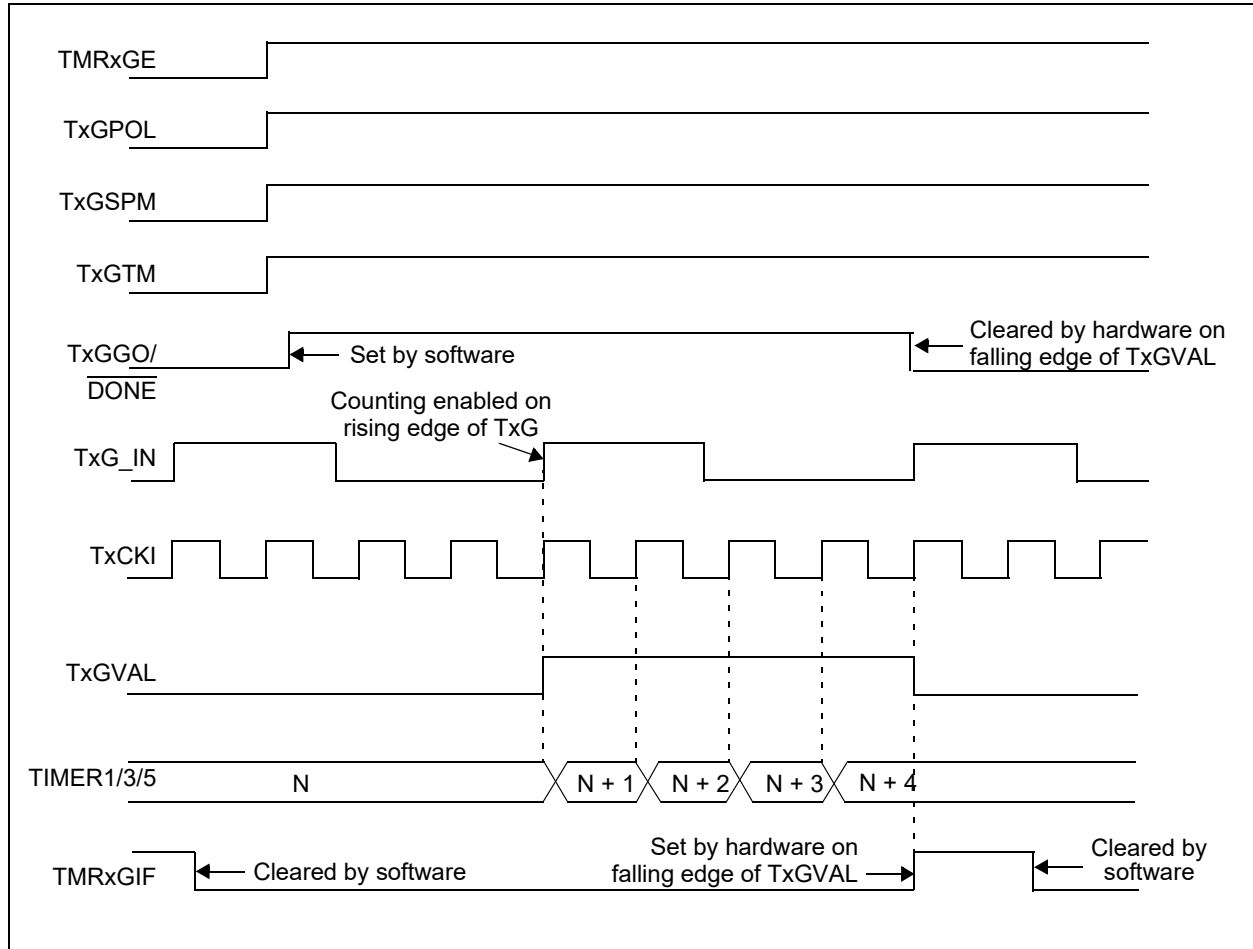 TMRxGE
TxGPOL
TxGSPM
TxGTM
TxGGO/
DONE
Set by software
Cleared by hardware on
falling edge of TxGVAL
Counting enabled on
rising edge of TxG
TxG_IN
TxCKI
TxGVAL
TIMER1/3/5
N
N + 1
N + 2
N + 3
N + 4
TMRxGIF
Cleared by software
Set by hardware on
falling edge of TxGVAL
Cleared by
software